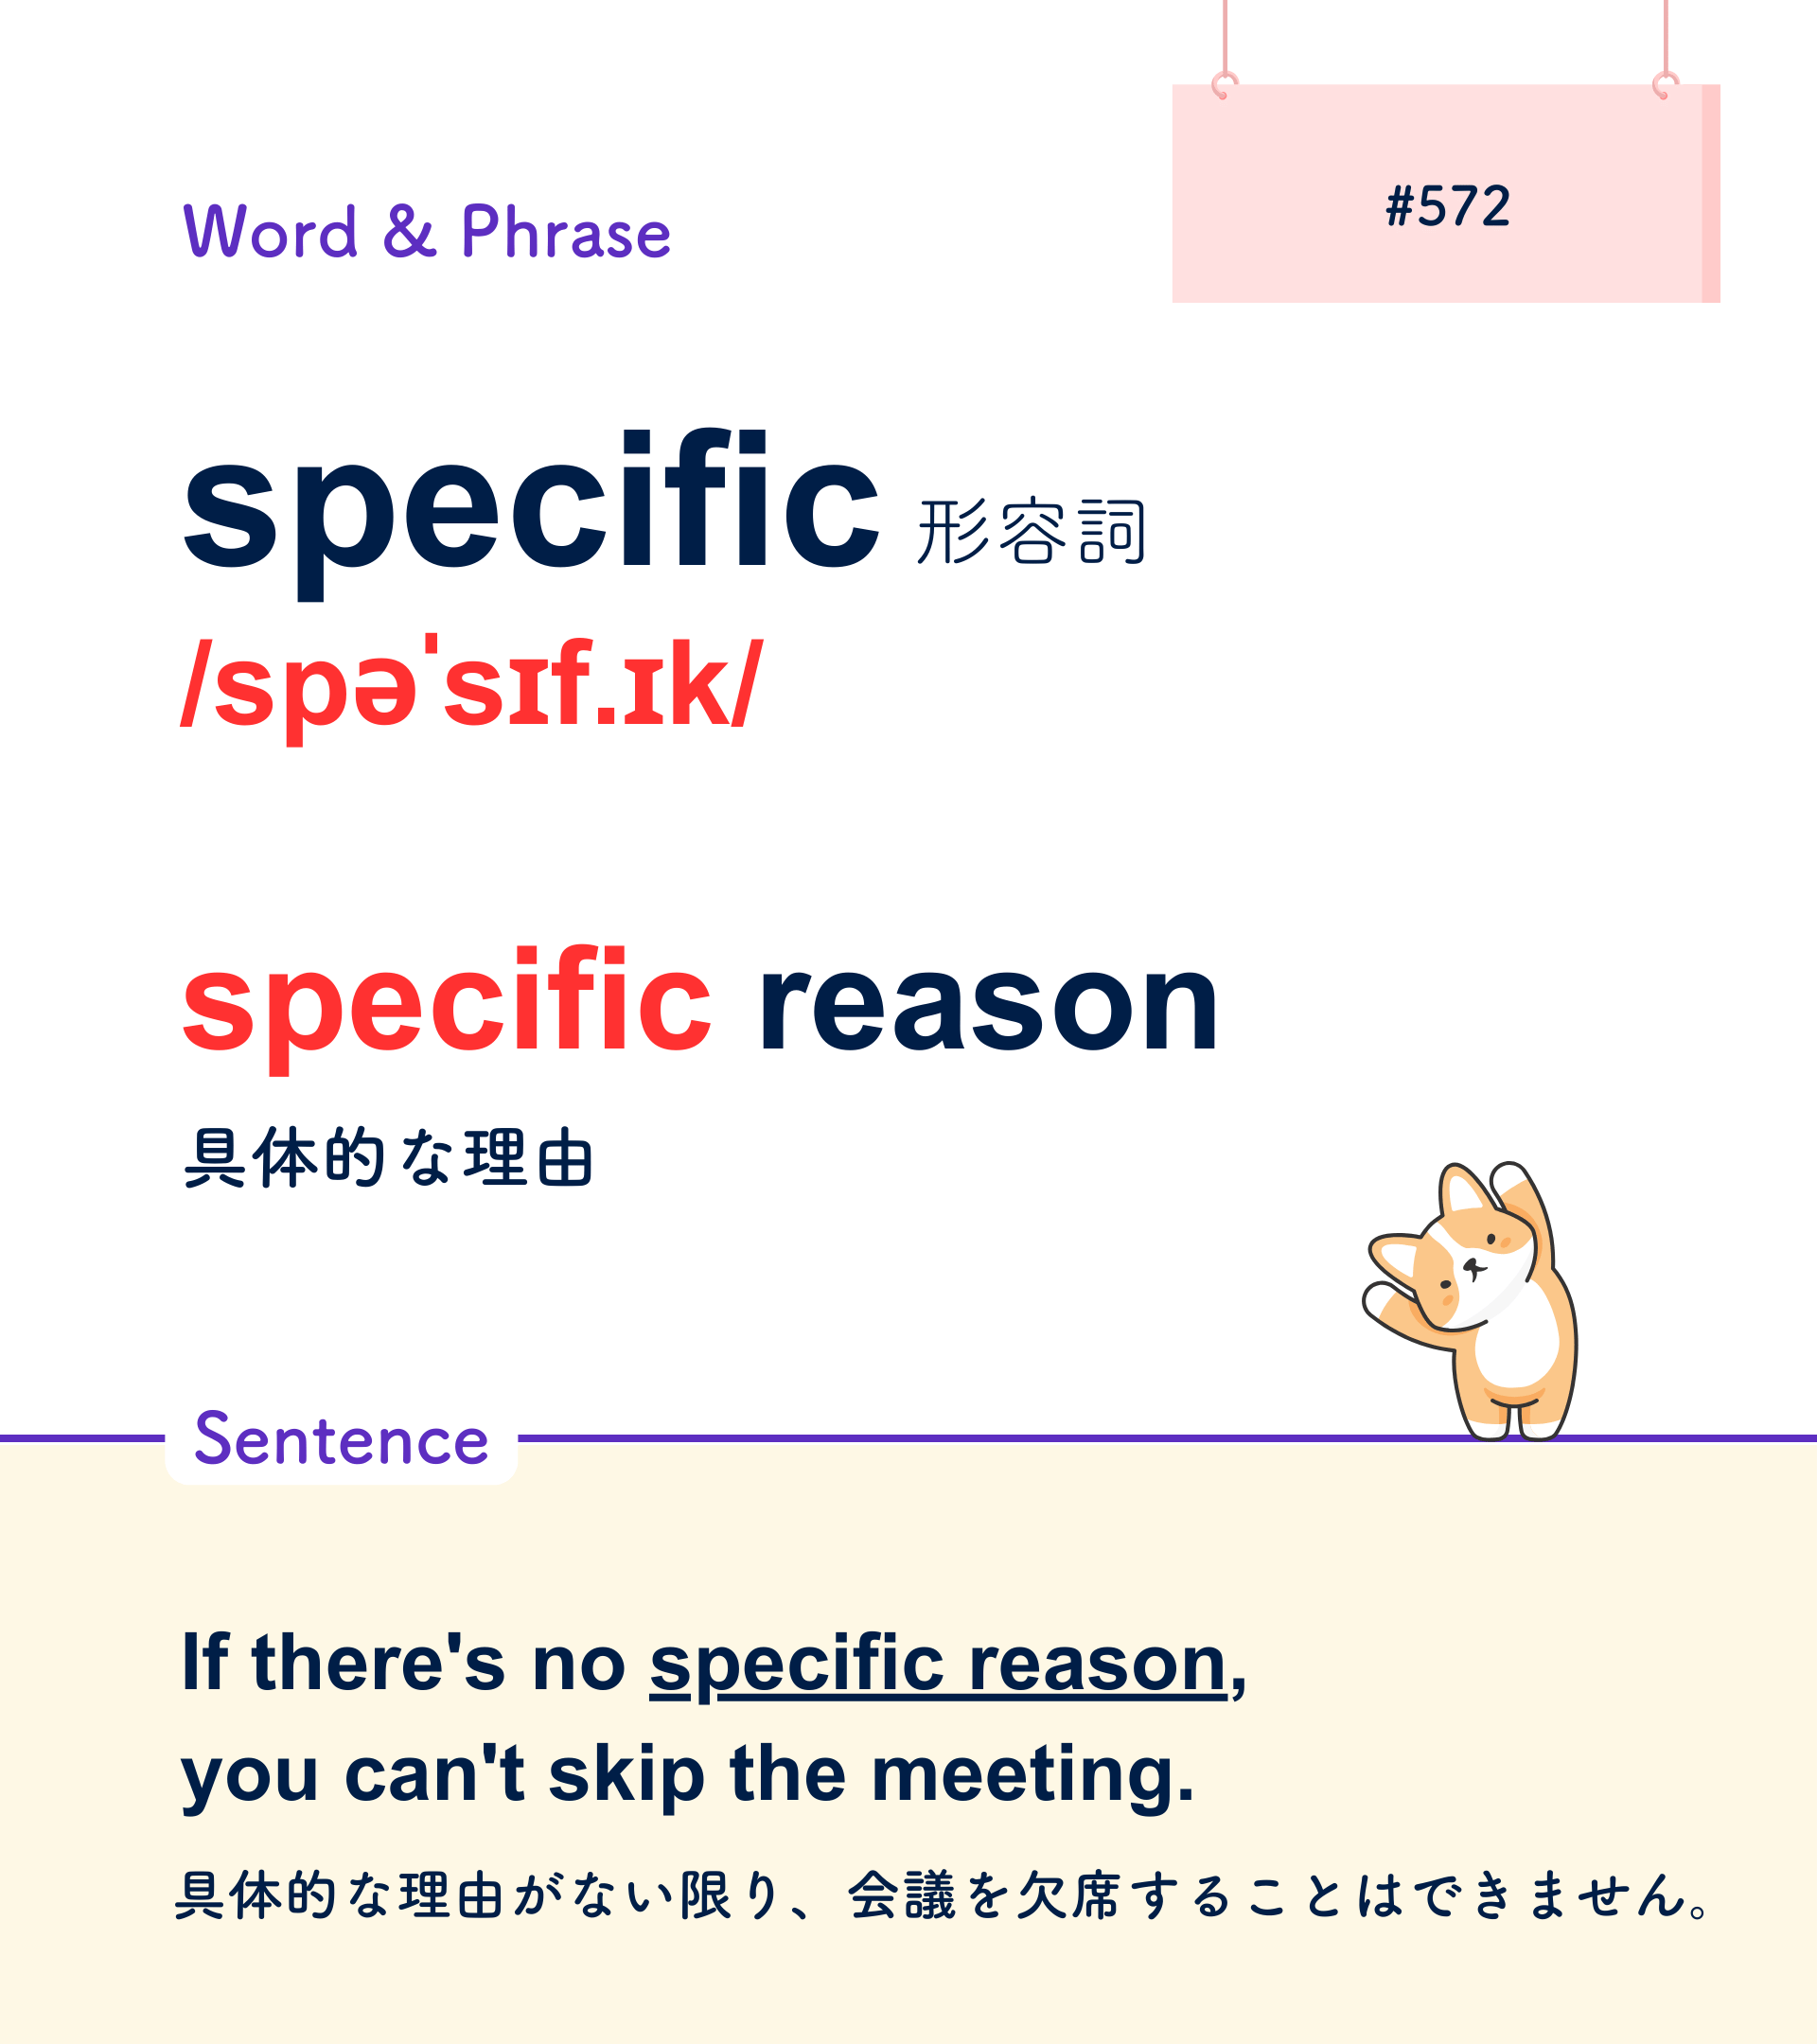 Word & Phrase
#572
specific 形容詞
/spəˈsɪf.ɪk/
specific reason
具体的な理由
Sentence
If there's no specific reason,
you can't skip the meeting.
具体的な理由がない限り、会議を欠席することはできません。